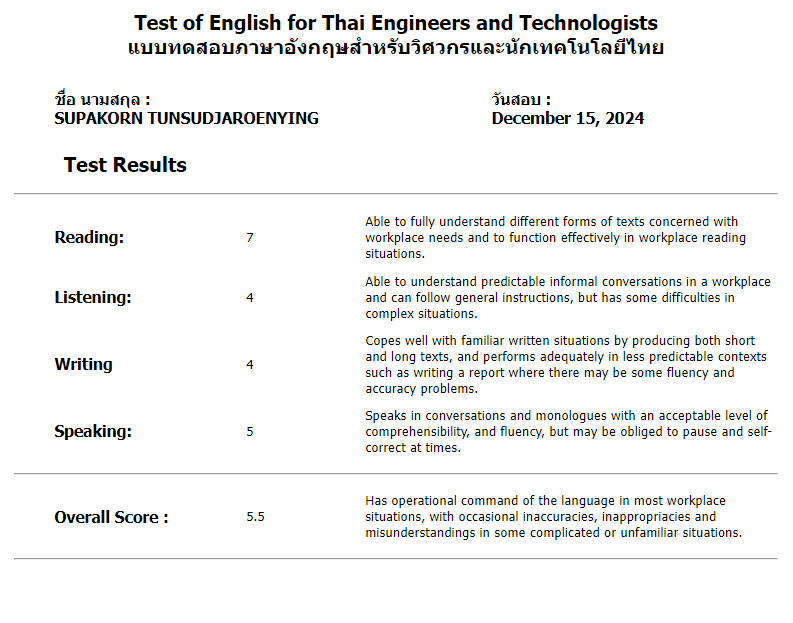 Test of English for Thai Engineers and Technologists
แบบทดสอบภาษาอังกฤษสำหรับวิศวกรและนักเทคโนโลยีไทย
ชื่อ นามสกุล :
SUPAKORN TUNSUDJAROENYING
วันสอบ :
December 15, 2024
Test Results
Reading:
7
Able to fully understand different forms of texts concerned with
workplace needs and to function effectively in workplace reading
situations.
Listening:
4
Able to understand predictable informal conversations in a workplace
and can follow general instructions, but has some difficulties in
complex situations.
Writing
4
Copes well with familiar written situations by producing both short
and long texts, and performs adequately in less predictable contexts
such as writing a report where there may be some fluency and
accuracy problems.
Speaking:
5
Speaks in conversations and monologues with an acceptable level of
comprehensibility, and fluency, but may be obliged to pause and self-
correct at times.
Overall Score :
5.5
Has operational command of the language in most workplace
situations, with occasional inaccuracies, inappropriacies and
misunderstandings in some complicated or unfamiliar situations.